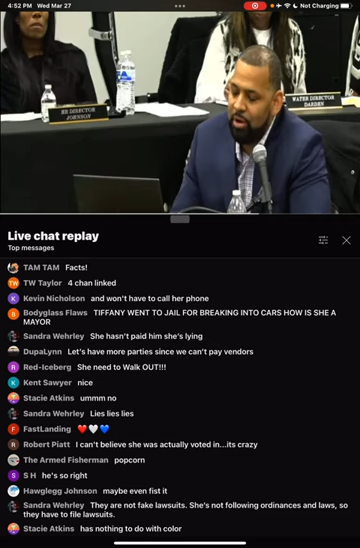 4:52 PM Wed Mar 27
Not Charging
HR DIRECTOR
JOHNSON
WATER DIRECTOR
DARDEN
Live chat replay
Top messages
TAM TAM Facts!
TW Taylor 4 chan linked
Kevin Nicholson and won't have to call her phone
Bodyglass Flaws TIFFANY WENT TO JAIL FOR BREAKING INTO CARS HOW IS SHE A
MAYOR
Sandra Wehrley She hasn't paid him she's lying
DupaLynn Let's have more parties since we can't pay vendors
Red-Iceberg She need to Walk OUT!!!
Kent Sawyer nice
Stacie Atkins ummm no
Sandra Wehrley Lies lies lies
FastLanding ❤️🤍💙
Robert Piatt I can't believe she was actually voted in...its crazy
The Armed Fisherman popcorn
S H he's so right
Hawglegg Johnson maybe even fist it
Sandra Wehrley They are not fake lawsuits. She's not following ordinances and laws, so
they have to file lawsuits.
Stacie Atkins has nothing to do with color